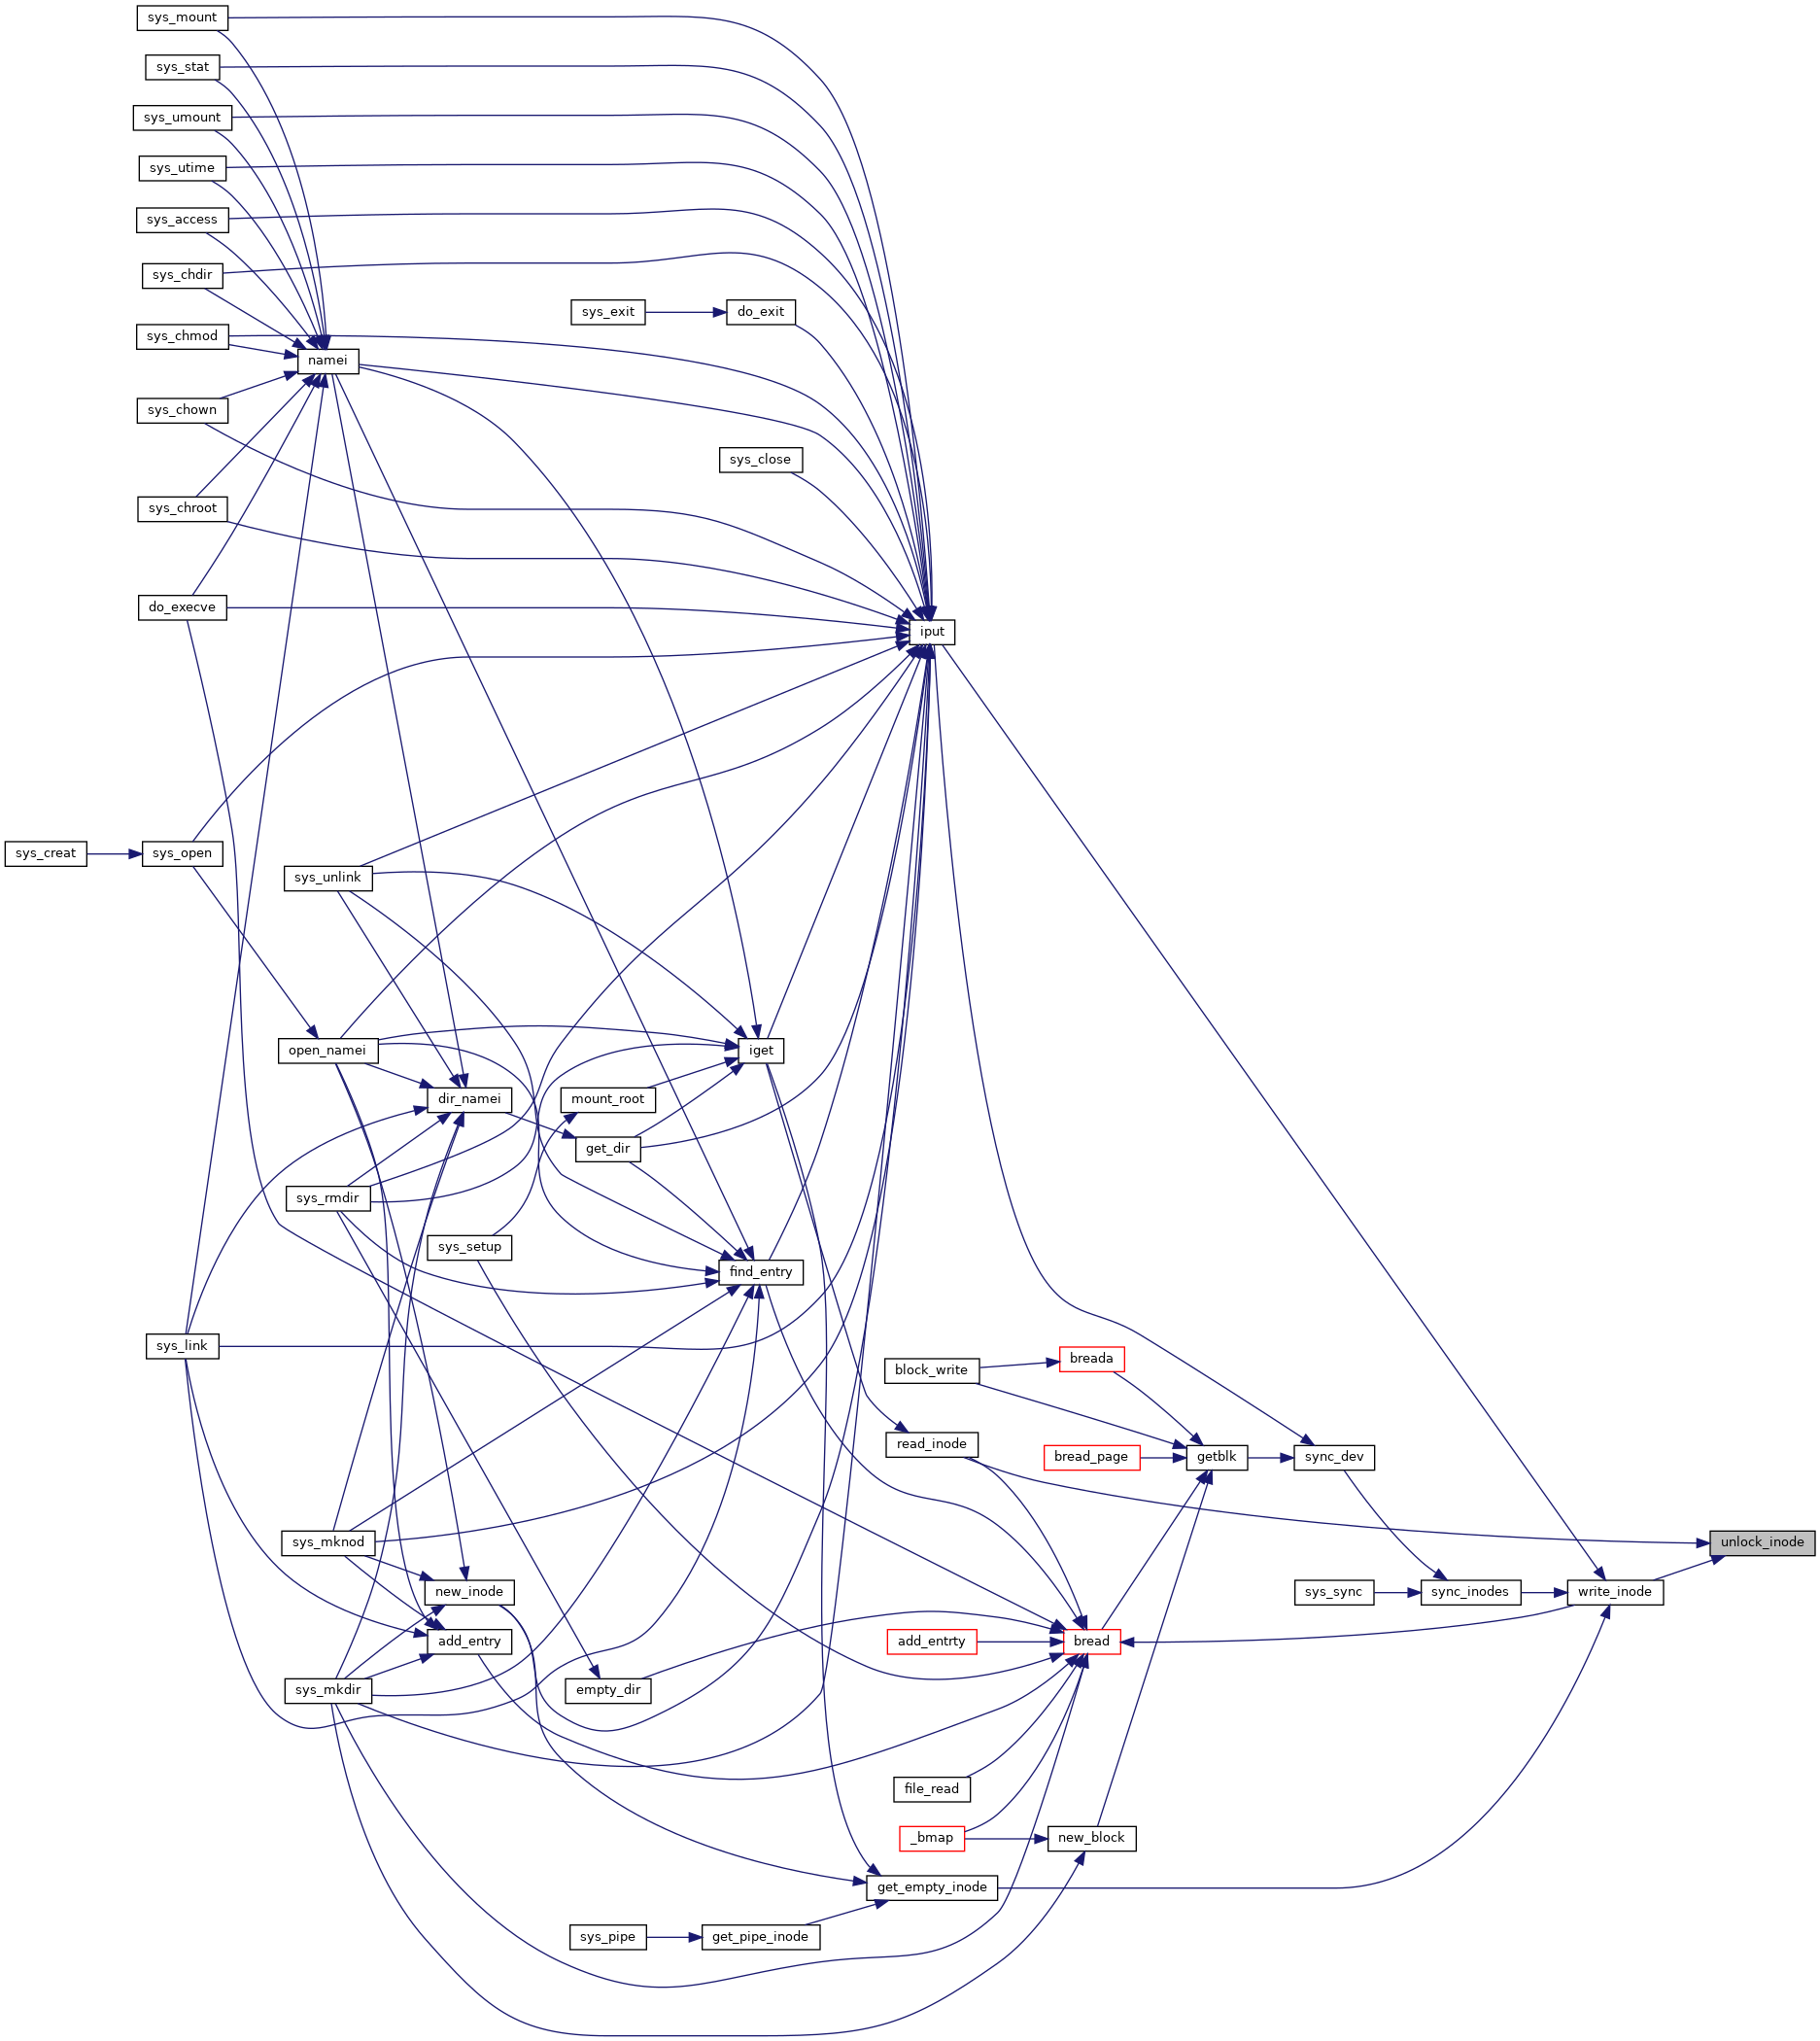 sys_mount
sys_stat
sys_umount
sys_utime
sys_access
sys_chdir
sys_exit
do_exit
sys_chmod
namei
sys_chown
sys_close
sys_chroot
do_execve
iput
sys_creat
sys_open
sys_unlink
open_namei
iget
dir_namei
mount_root
get_dir
sys_rmdir
sys_setup
find_entry
sys_link
block_write
breada
read_inode
bread_page
getblk
sync_dev
sys_mknod
unlock_inode
new_inode
sys_sync
sync_inodes
write_inode
add_entry
add_entrty
bread
sys_mkdir
empty_dir
file_read
_bmap
new_block
get_empty_inode
sys_pipe
get_pipe_inode